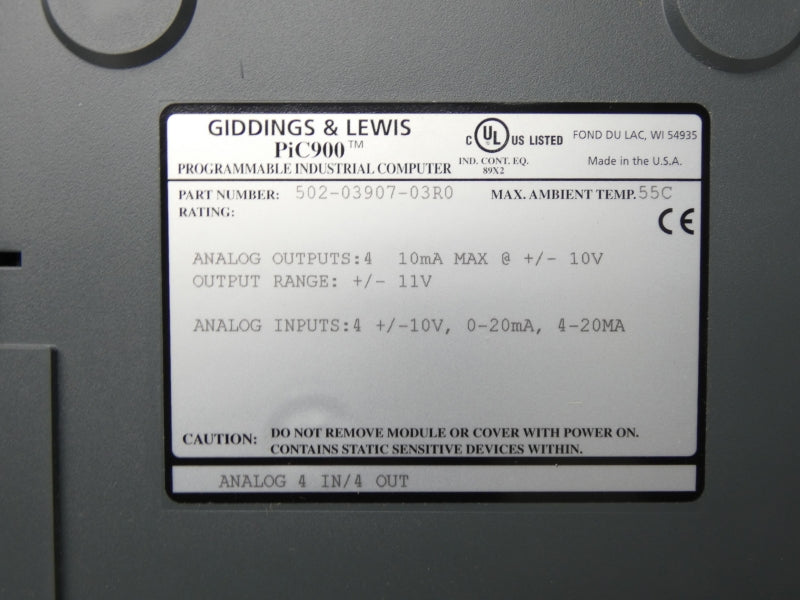 GIDDINGS & LEWIS
PiC900™
PROGRAMMABLE INDUSTRIAL COMPUTER
C UL US LISTED
IND. CONT. EQ.
89X2
FOND DU LAC, WI 54935
Made in the U.S.A.
PART NUMBER: 502-03907-03R0 MAX. AMBIENT TEMP. 55C
RATING:
CE
ANALOG OUTPUTS:4 10mA MAX @ +/- 10V
OUTPUT RANGE: +/- 11V
ANALOG INPUTS:4 +/-10V, 0-20mA, 4-20MA
CAUTION: DO NOT REMOVE MODULE OR COVER WITH POWER ON.
CONTAINS STATIC SENSITIVE DEVICES WITHIN.
ANALOG 4 IN/4 OUT